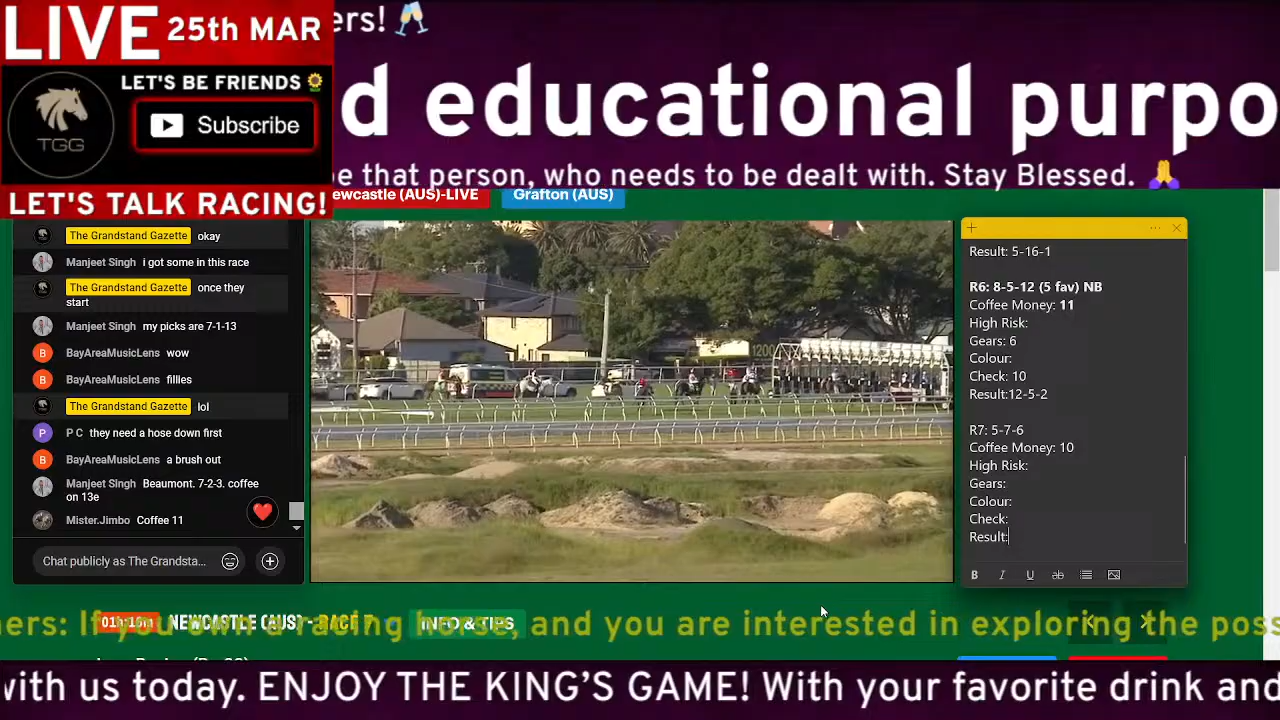 LIVE 25th MAR
ers! 🥂
LET'S BE FRIENDS 🌻
Subscribe
TGG
d educational purpo
e that person, who needs to be dealt with. Stay Blessed. 🙏
LET'S TALK RACING!
ewcastle (AUS)-LIVE
Grafton (AUS)
The Grandstand Gazette okay
Manjeet Singh i got some in this race
The Grandstand Gazette once they
start
Manjeet Singh my picks are 7-1-13
BayAreaMusicLens wow
BayAreaMusicLens fillies
The Grandstand Gazette lol
P C they need a hose down first
BayAreaMusicLens a brush out
Manjeet Singh Beaumont. 7-2-3. coffee
on 13e
Mister.Jimbo Coffee 11
Chat publicly as The Grandsta...
1200
Result: 5-16-1
R6: 8-5-12 (5 fav) NB
Coffee Money: 11
High Risk:
Gears: 6
Colour:
Check: 10
Result:12-5-2
R7: 5-7-6
Coffee Money: 10
High Risk:
Gears:
Colour:
Check:
Result:
B I U ab
NEWCASTLE (AUS) - RACE 7
INFO & TIPS
ners: If you own a racing horse, and you are interested in exploring the poss
with us today. ENJOY THE KING'S GAME! With your favorite drink and